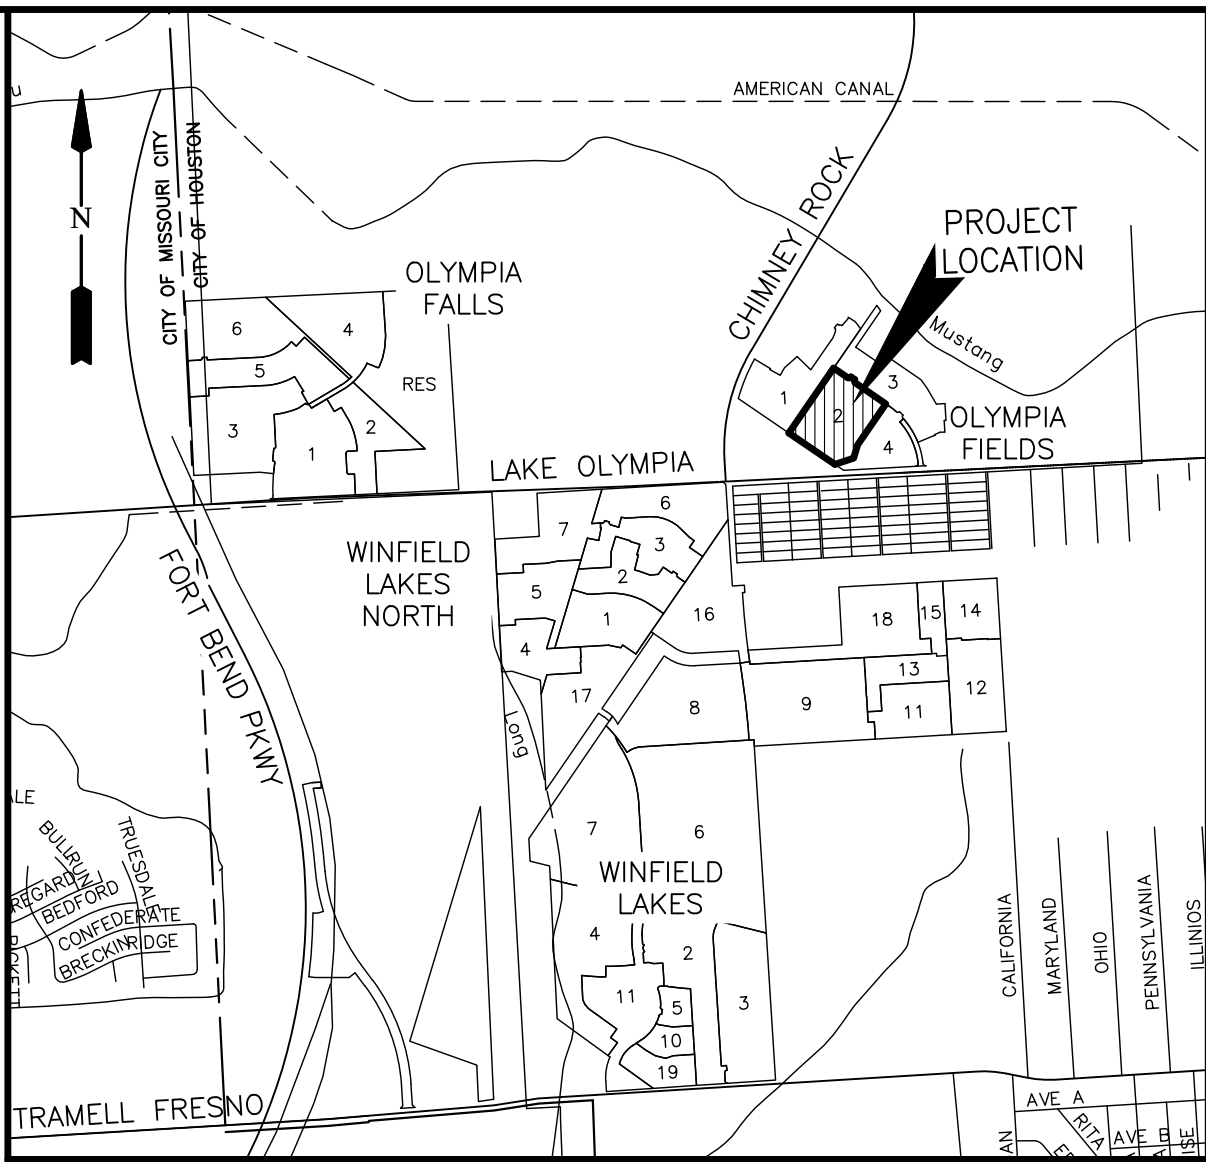 u
AMERICAN CANAL
CITY OF MISSOURI CITY
CITY OF HOUSTON
N
CHIMNEY ROCK
PROJECT
LOCATION
OLYMPIA
FALLS
6
4
5
RES
3
1
2
Mustang
1
2
3
4
OLYMPIA
FIELDS
LAKE OLYMPIA
FORT BEND PKWY
WINFIELD
LAKES
NORTH
7
6
3
2
5
1
4
16
17
18
15
14
13
12
11
9
8
Long
7
6
WINFIELD
LAKES
4
2
3
11
5
10
19
BULLRUN
TRUESDALE
BEDFORD
CONFEDERATE
BRECKINRIDGE
CALIFORNIA
MARYLAND
OHIO
PENNSYLVANIA
ILLINIOS
TRAMELL FRESNO
AVE A
RITA
AVE B